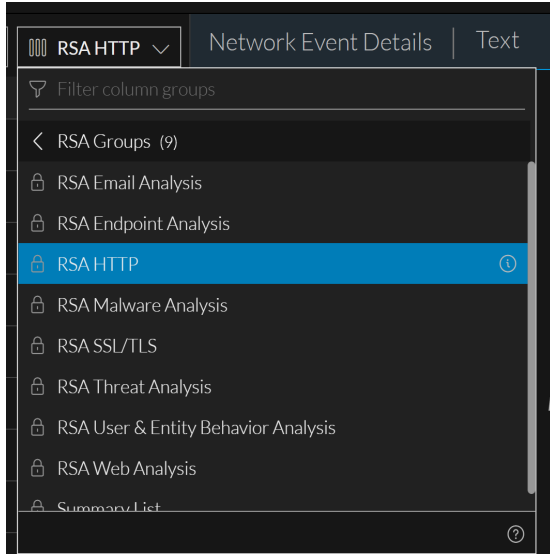 RSA HTTP
Network Event Details | Text
Filter column groups
RSA Groups (9)
RSA Email Analysis
RSA Endpoint Analysis
RSA HTTP
RSA Malware Analysis
RSA SSL/TLS
RSA Threat Analysis
RSA User & Entity Behavior Analysis
RSA Web Analysis
Summary List